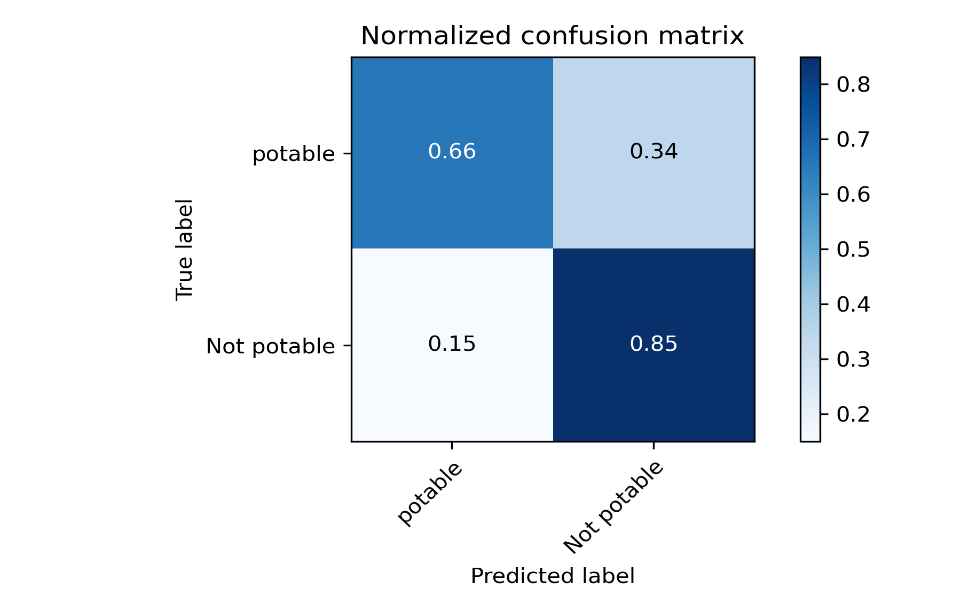 Normalized confusion matrix
True label
potable
Not potable
0.66
0.34
0.15
0.85
0.8
0.7
0.6
0.5
0.4
0.3
0.2
potable
Not potable
Predicted label